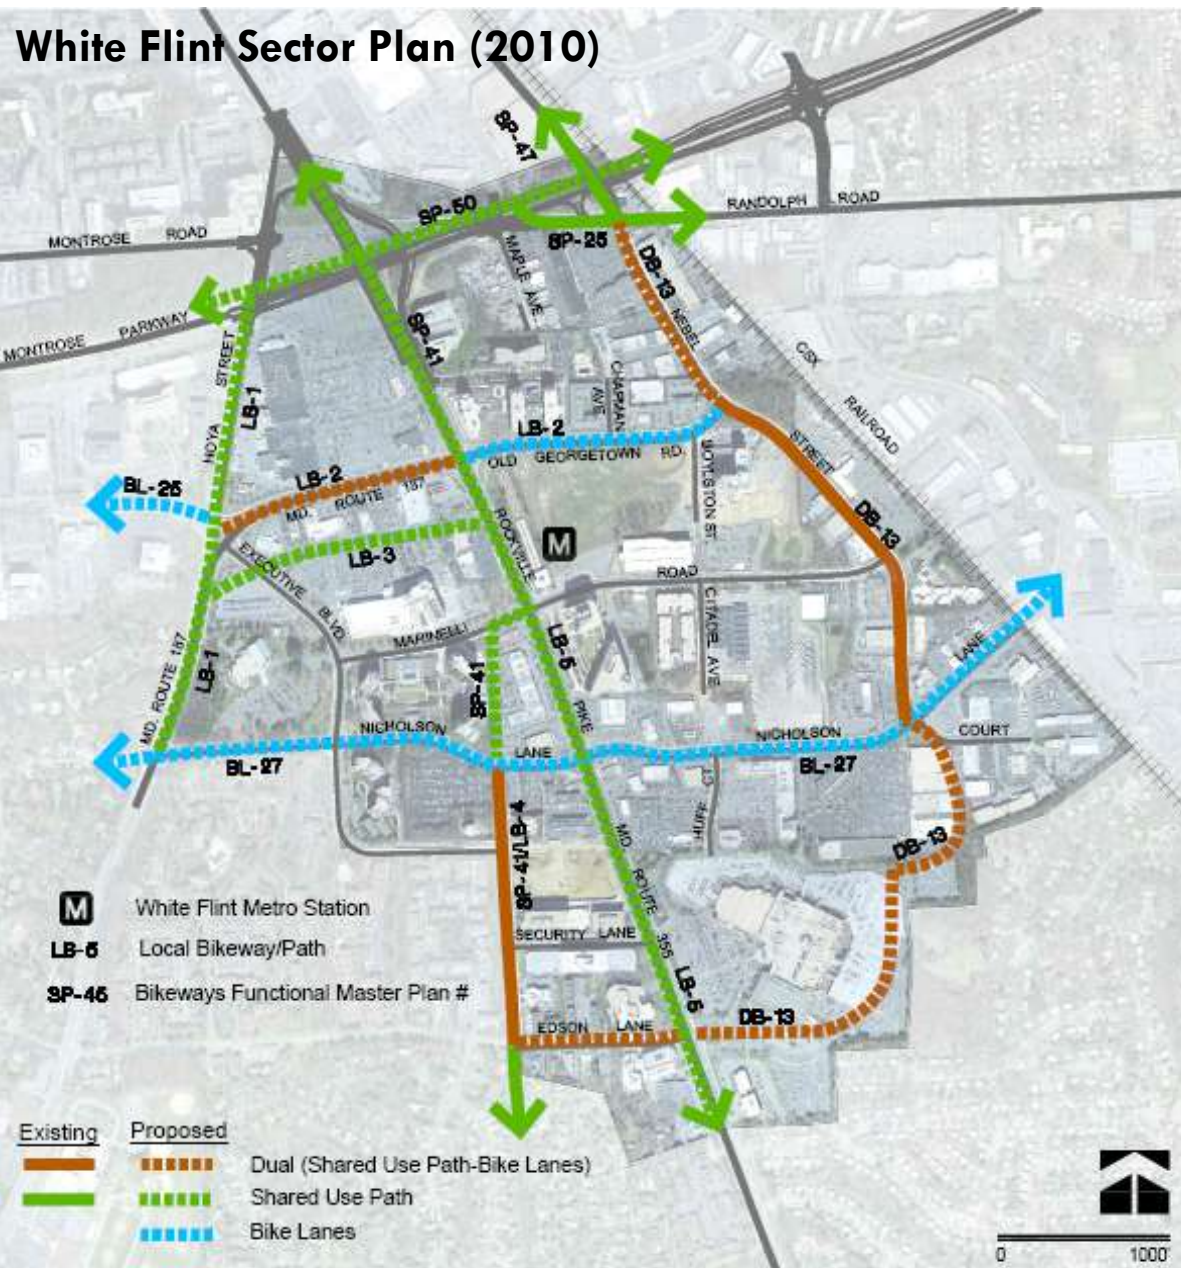 White Flint Sector Plan (2010)
SP-47
SP-50
RANDOLPH ROAD
MONTROSE ROAD
SP-25
MAPLE AVE
DB-13
NEBEL
MONTROSE PARKWAY
SP-41
CSX
RAILROAD
HOYA STREET
LB-1
CHAPMAN AVE
LB-2
OLD GEORGETOWN RD.
STREET
LB-2
MD. ROUTE 187
BL-25
BOYLSTON ST
DB-13
ROCKVILLE
M
LB-3
EXECUTIVE BLVD.
ROAD
MARINELLI
CITADEL AVE
LB-5
LANE
MD. ROUTE 187
LB-1
SP-41
PIKE
NICHOLSON
LANE
NICHOLSON
COURT
BL-27
BL-27
HUFF CT
MD. ROUTE 355
SP-41/LB-4
DB-13
M White Flint Metro Station
SECURITY LANE
LB-5 Local Bikeway/Path
LB-5
SP-45 Bikeways Functional Master Plan #
DB-13
EDSON LANE
Existing Proposed
Dual (Shared Use Path-Bike Lanes)
Shared Use Path
Bike Lanes
0 1000